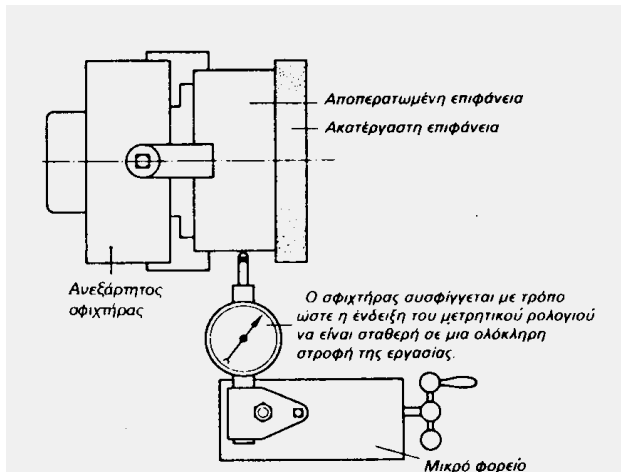 Αποπερατωμένη επιφάνεια
Ακατέργαστη επιφάνεια
Ανεξάρτητος
σφιχτήρας
Ο σφιχτήρας συσφίγγεται με τρόπο
ώστε η ένδειξη του μετρητικού ρολογιού
να είναι σταθερή σε μια ολόκληρη
στροφή της εργασίας.
Μικρό φορείο